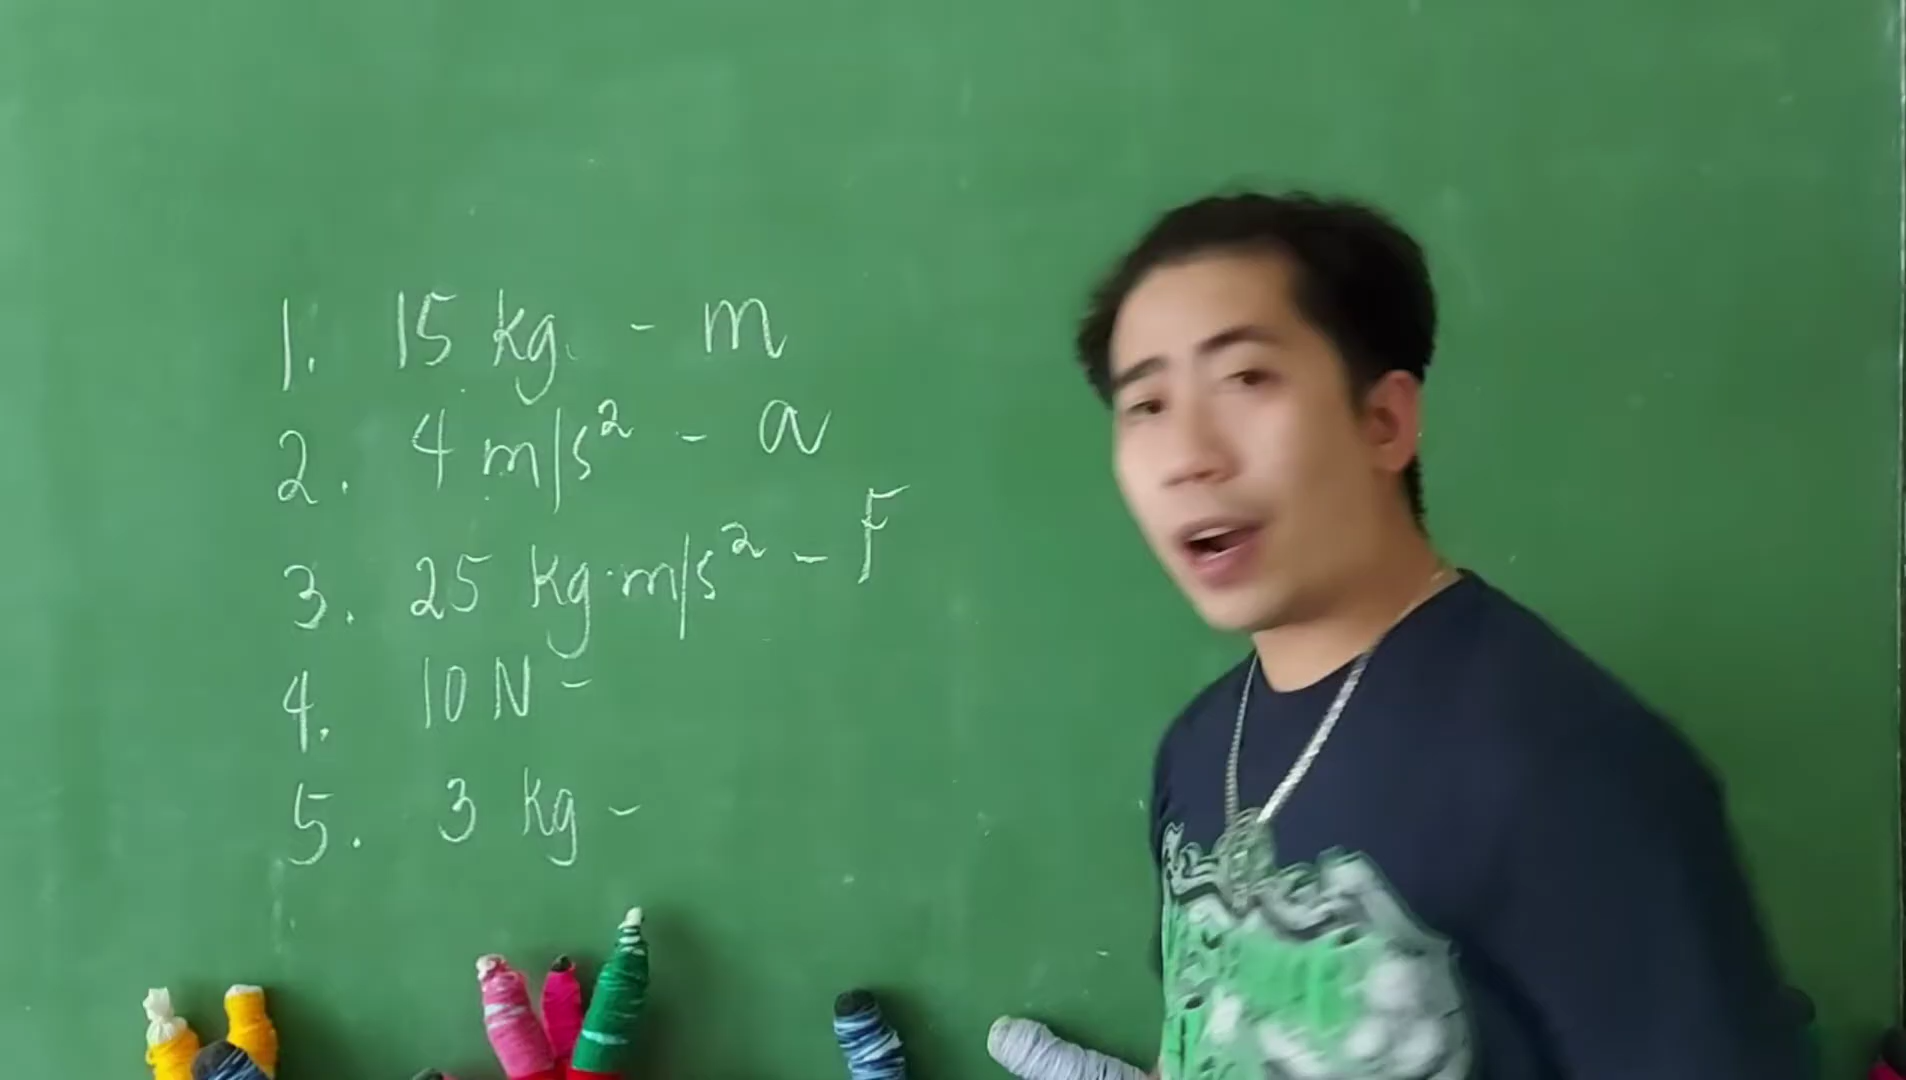 1. 15 kg - m
2. 4 m/s² - a
3. 25 kg·m/s² - F
4. 10 N -
5. 3 kg -